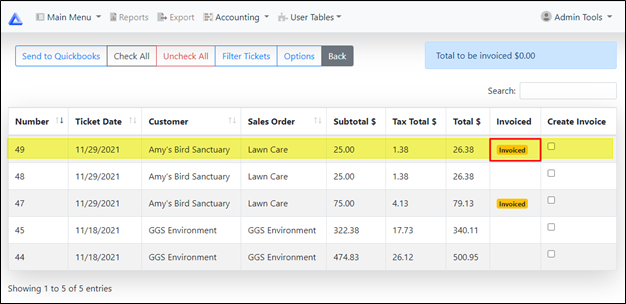 Main Menu Reports Export Accounting User Tables Admin Tools
Send to Quickbooks Check All Uncheck All Filter Tickets Options Back Total to be invoiced $0.00
Search:
Number Ticket Date Customer Sales Order Subtotal $ Tax Total $ Total $ Invoiced Create Invoice
49 11/29/2021 Amy's Bird Sanctuary Lawn Care 25.00 1.38 26.38 Invoiced
48 11/29/2021 Amy's Bird Sanctuary Lawn Care 25.00 1.38 26.38
47 11/29/2021 Amy's Bird Sanctuary Lawn Care 75.00 4.13 79.13 Invoiced
45 11/18/2021 GGS Environment GGS Environment 322.38 17.73 340.11
44 11/18/2021 GGS Environment GGS Environment 474.83 26.12 500.95
Showing 1 to 5 of 5 entries